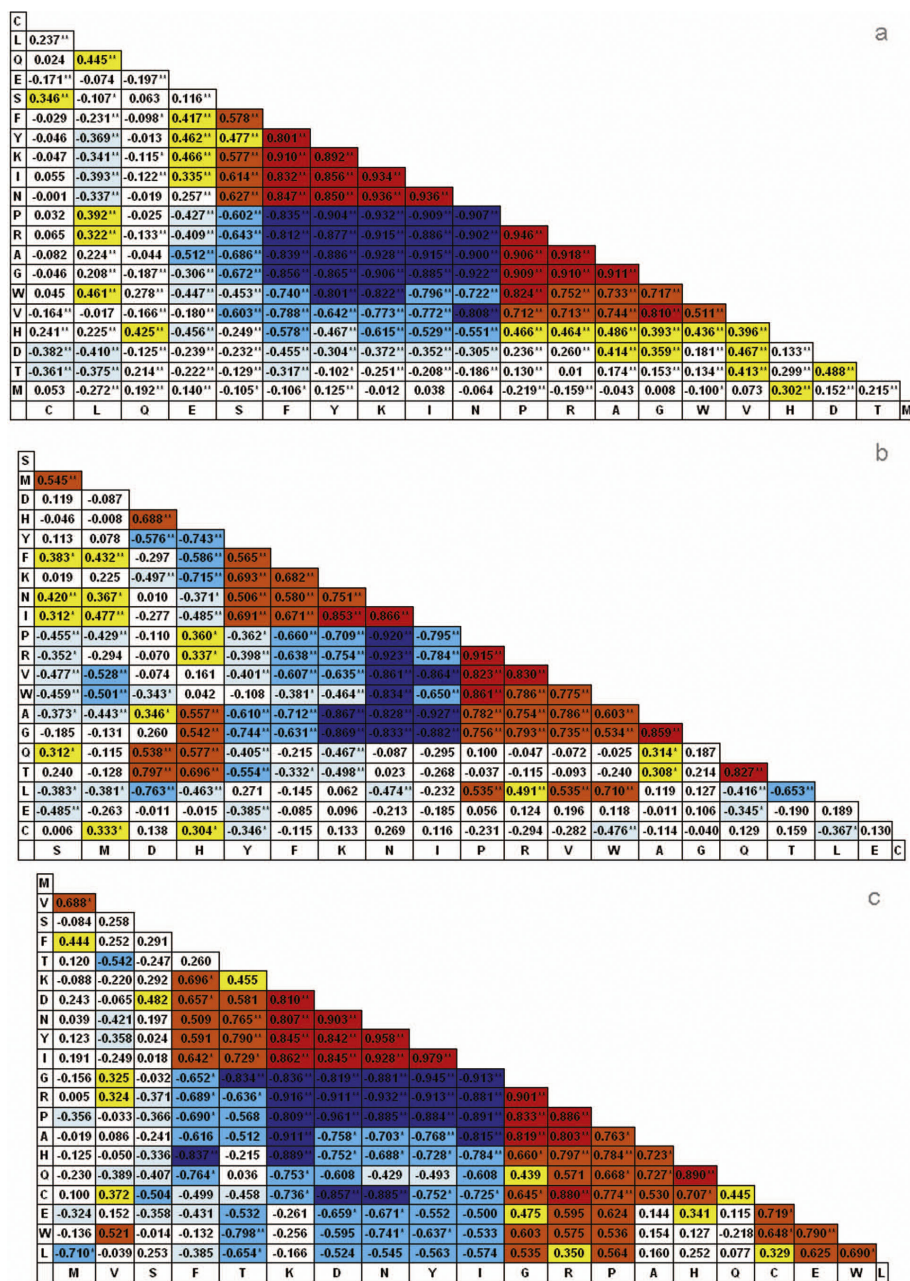 a
C
L 0.237**
Q 0.024 0.445**
E -0.171** -0.074 -0.197**
S 0.346** -0.107* 0.063 0.116**
F -0.029 -0.231** -0.098* 0.417** 0.578**
Y -0.046 -0.369** -0.013 0.462** 0.477** 0.801**
K -0.047 -0.341** -0.115* 0.466** 0.577** 0.910** 0.892**
I 0.055 -0.393** -0.122** 0.335** 0.614** 0.832** 0.856** 0.934**
N -0.001 -0.337** -0.019 0.257** 0.627** 0.847** 0.850** 0.936** 0.936**
P 0.032 0.392** -0.025 -0.427** -0.602** -0.835** -0.904** -0.932** -0.909** -0.907**
R 0.065 0.322** -0.133** -0.409** -0.643** -0.812** -0.877** -0.915** -0.886** -0.902** 0.946**
A -0.082 0.224** -0.044 -0.512** -0.686** -0.839** -0.886** -0.928** -0.915** -0.900** 0.906** 0.918**
G -0.046 0.208** -0.187** -0.306** -0.672** -0.856** -0.865** -0.906** -0.885** -0.922** 0.909** 0.910** 0.911**
W 0.045 0.461** 0.278** -0.447** -0.453** -0.740** -0.801** -0.822** -0.796** -0.722** 0.824** 0.752** 0.733** 0.717**
V -0.164** -0.017 -0.166** -0.180** -0.603** -0.788** -0.642** -0.773** -0.772** -0.808** 0.712** 0.713** 0.744** 0.810** 0.511**
H 0.241** 0.225** 0.425** -0.456** -0.249** -0.578** -0.467** -0.615** -0.529** -0.551** 0.466** 0.464** 0.486** 0.393** 0.436** 0.396**
D -0.382** -0.410** -0.125** -0.239** -0.232** -0.455** -0.304** -0.372** -0.352** -0.305** 0.236** 0.260** 0.414** 0.359** 0.181** 0.467** 0.133**
T -0.361** -0.375** 0.214** -0.222** -0.129** -0.317** -0.102* -0.251** -0.208** -0.186** 0.130** 0.01 0.174** 0.153** 0.134** 0.413** 0.299** 0.488**
M 0.053 -0.272** 0.192** 0.140** -0.105* -0.106* 0.125** -0.012 0.038 -0.064 -0.219** -0.159** -0.043 0.008 -0.100* 0.073 0.302** 0.152** 0.215**
C L Q E S F Y K I N P R A G W V H D T M
b
S
M 0.545**
D 0.119 -0.087
H -0.046 -0.008 0.688**
Y 0.113 0.078 -0.576** -0.743**
F 0.383* 0.432** -0.297 -0.586** 0.565**
K 0.019 0.225 -0.497** -0.715** 0.693** 0.682**
N 0.420** 0.367* 0.010 -0.371* 0.506** 0.580** 0.751**
I 0.312* 0.477** -0.277 -0.485** 0.691** 0.671** 0.853** 0.866**
P -0.455** -0.429** -0.110 0.360* -0.362* -0.660** -0.709** -0.920** -0.795**
R -0.352* -0.294 -0.070 0.337* -0.398** -0.638** -0.754** -0.923** -0.784** 0.915**
V -0.477** -0.528** -0.074 0.161 -0.401** -0.607** -0.635** -0.861** -0.864** 0.823** 0.830**
W -0.459** -0.501** -0.343* 0.042 -0.108 -0.381* -0.464** -0.834** -0.650** 0.861** 0.786** 0.775**
A -0.373* -0.443** 0.346* 0.557** -0.610** -0.712** -0.867** -0.828** -0.927** 0.782** 0.754** 0.786** 0.603**
G -0.185 -0.131 0.260 0.542** -0.744** -0.631** -0.869** -0.833** -0.882** 0.756** 0.793** 0.735** 0.534** 0.859**
Q 0.312* -0.115 0.538** 0.577** -0.405** -0.215 -0.467** -0.087 -0.295 0.100 -0.047 -0.072 -0.025 0.314* 0.187
T 0.240 -0.128 0.797** 0.696** -0.554** -0.332* -0.498** 0.023 -0.268 -0.037 -0.115 -0.093 -0.240 0.308* 0.214 0.827**
L -0.383* -0.381* -0.763** -0.463** 0.271 -0.145 0.062 -0.474** -0.232 0.535** 0.491** 0.535** 0.710** 0.119 0.127 -0.416** -0.653**
E -0.485** -0.263 -0.011 -0.015 -0.385** -0.085 0.096 -0.213 -0.185 0.056 0.124 0.196 0.118 -0.011 0.106 -0.345* -0.190 0.189
C 0.006 0.333* 0.138 0.304* -0.346* -0.115 0.133 0.269 0.116 -0.231 -0.294 -0.282 -0.476** -0.114 -0.040 0.129 0.159 -0.367* 0.130
S M D H Y F K N I P R V W A G Q T L E C
c
M
V 0.688*
S -0.084 0.258
F 0.444 0.252 0.291
T 0.120 -0.542 -0.247 0.260
K -0.088 -0.220 0.292 0.696* 0.455
D 0.243 -0.065 0.482 0.657* 0.581 0.810**
N 0.039 -0.421 0.197 0.509 0.765** 0.807** 0.903**
Y 0.123 -0.358 0.024 0.591 0.790** 0.845** 0.842** 0.958**
I 0.191 -0.249 0.018 0.642* 0.729* 0.862** 0.845** 0.928** 0.979**
G -0.156 0.325 -0.032 -0.652* -0.834** -0.836** -0.819** -0.881** -0.945** -0.913**
R 0.005 0.324 -0.371 -0.689* -0.636* -0.916** -0.911** -0.932** -0.913** -0.881** 0.901**
P -0.356 -0.033 -0.366 -0.690* -0.568 -0.809** -0.961** -0.885** -0.884** -0.891** 0.833** 0.886**
A -0.019 0.086 -0.241 -0.616 -0.512 -0.911** -0.758* -0.703* -0.768** -0.815** 0.819** 0.803** 0.763*
H -0.125 -0.050 -0.336 -0.837** -0.215 -0.889** -0.752* -0.688* -0.728* -0.784** 0.660* 0.797** 0.784** 0.723*
Q -0.230 -0.389 -0.407 -0.764* 0.036 -0.753* -0.608 -0.429 -0.493 -0.608 0.439 0.571 0.668* 0.727* 0.890**
C 0.100 0.372 -0.504 -0.499 -0.458 -0.736* -0.857** -0.885** -0.752* -0.725* 0.645* 0.880** 0.774** 0.530 0.707* 0.445
E -0.324 0.152 -0.358 -0.431 -0.532 -0.261 -0.659* -0.671* -0.552 -0.500 0.475 0.595 0.624 0.144 0.341 0.115 0.719*
W -0.136 0.521 -0.014 -0.132 -0.798** -0.256 -0.595 -0.741* -0.637* -0.533 0.603 0.575 0.536 0.154 0.127 -0.218 0.648* 0.790**
L -0.710* -0.039 0.253 -0.385 -0.654* -0.166 -0.524 -0.545 -0.563 -0.574 0.535 0.350 0.564 0.160 0.252 0.077 0.329 0.625 0.690*
M V S F T K D N Y I G R P A H Q C E W L